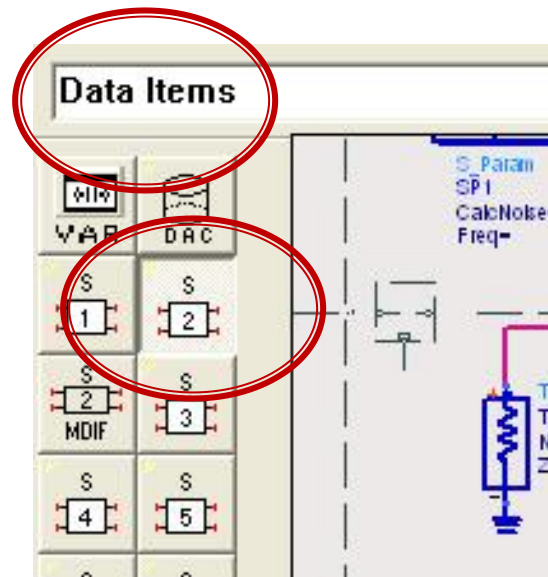 Data Items
VAR
DAC
S
1
S
2
S
2
MDIF
S
3
S
4
S
5
S
S
S_Param
SP1
CalcNoise
Freq=
T
T
N
Z